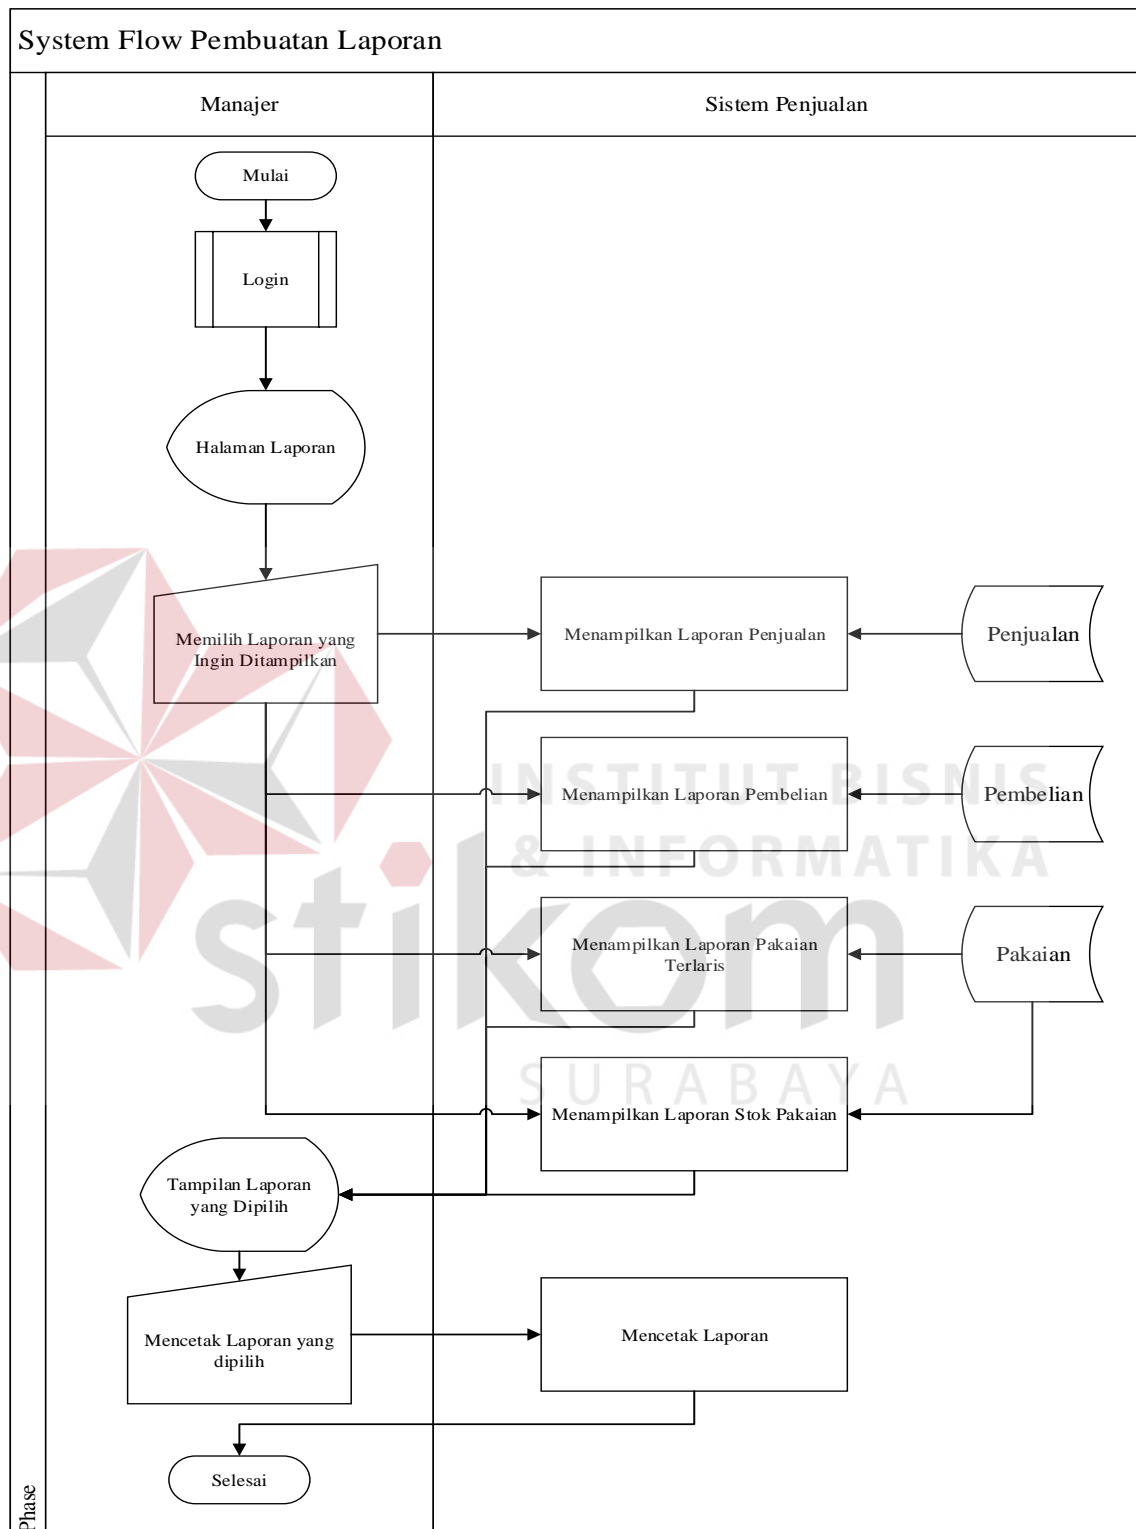 System Flow Pembuatan Laporan
Manajer
Sistem Penjualan
Mulai
Login
Halaman Laporan
Memilih Laporan yang
Ingin Ditampilkan
Menampilkan Laporan Penjualan
Penjualan
Menampilkan Laporan Pembelian
Pembelian
INSTITUT BISNIS
& INFORMATIKA
stikom
SURABAYA
Menampilkan Laporan Pakaian
Terlaris
Pakaian
Menampilkan Laporan Stok Pakaian
Tampilan Laporan
yang Dipilih
Mencetak Laporan yang
dipilih
Mencetak Laporan
Selesai
Phase